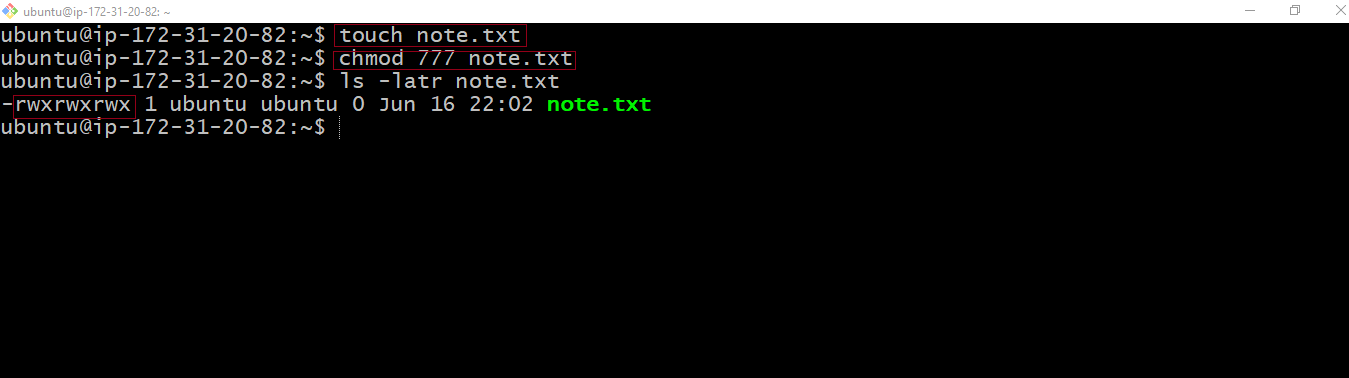 ubuntu@ip-172-31-20-82: ~
ubuntu@ip-172-31-20-82:~$ touch note.txt
ubuntu@ip-172-31-20-82:~$ chmod 777 note.txt
ubuntu@ip-172-31-20-82:~$ ls -latr note.txt
-rwxrwxrwx 1 ubuntu ubuntu 0 Jun 16 22:02 note.txt
ubuntu@ip-172-31-20-82:~$